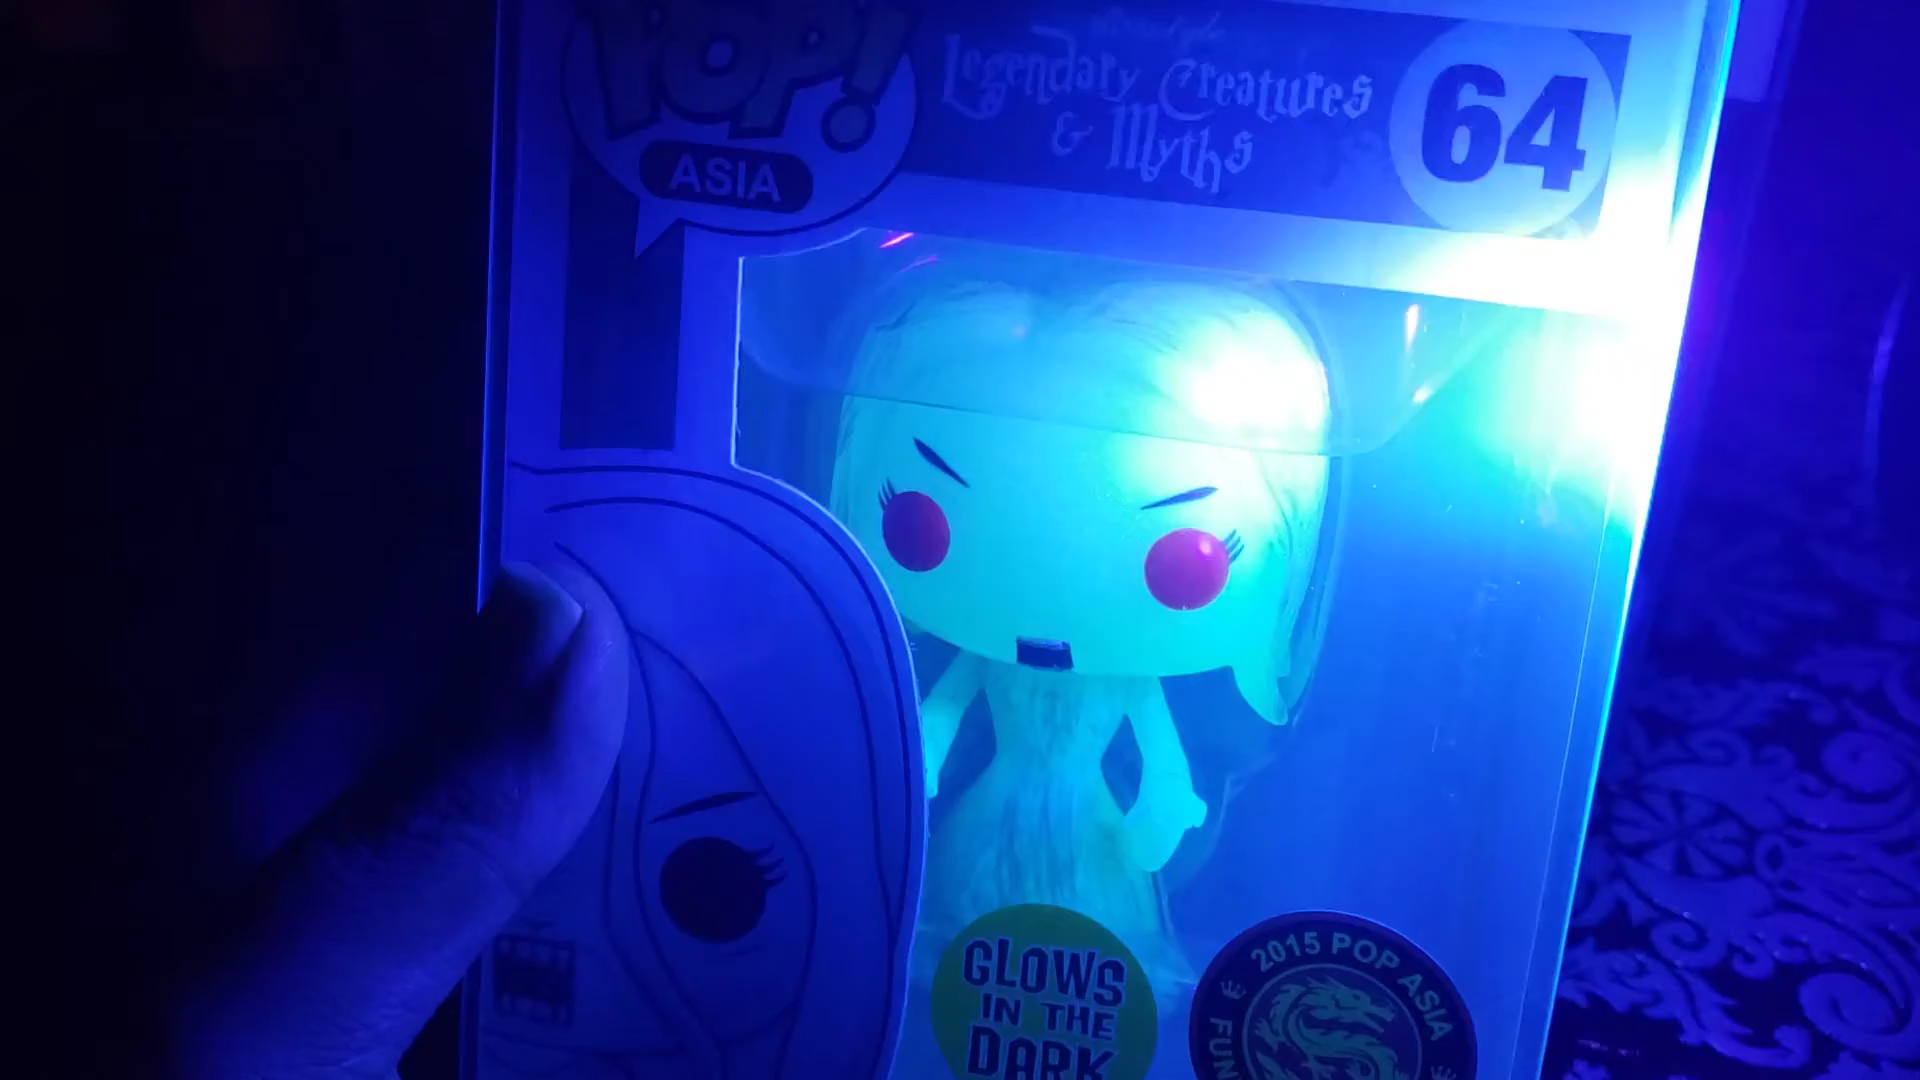 POP!
ASIA
Legendary Creatures
& Myths
64
GLOWS
IN THE
DARK
2015 POP ASIA